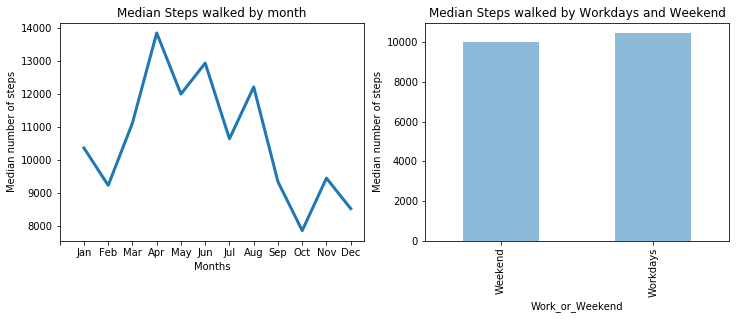 Median Steps walked by month
14000
13000
12000
11000
10000
9000
8000
Median number of steps
Jan Feb Mar Apr May Jun Jul Aug Sep Oct Nov Dec
Months
Median Steps walked by Workdays and Weekend
10000
8000
6000
4000
2000
0
Median number of steps
Weekend
Workdays
Work_or_Weekend